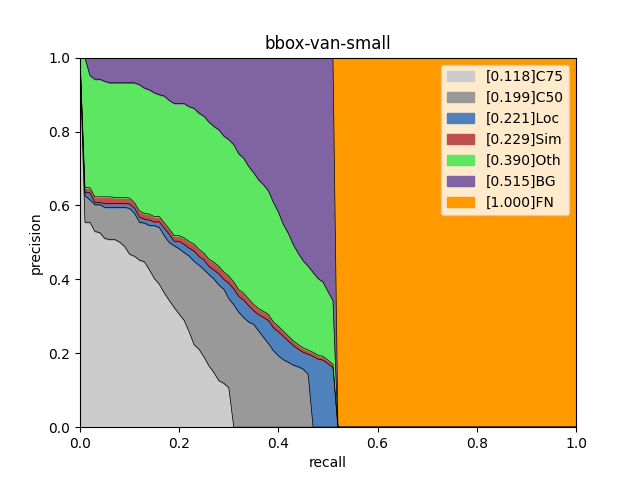 bbox-van-small
1.0
0.8
0.6
0.4
0.2
0.0
precision
[0.118]C75
[0.199]C50
[0.221]Loc
[0.229]Sim
[0.390]Oth
[0.515]BG
[1.000]FN
0.0 0.2 0.4 0.6 0.8 1.0
recall